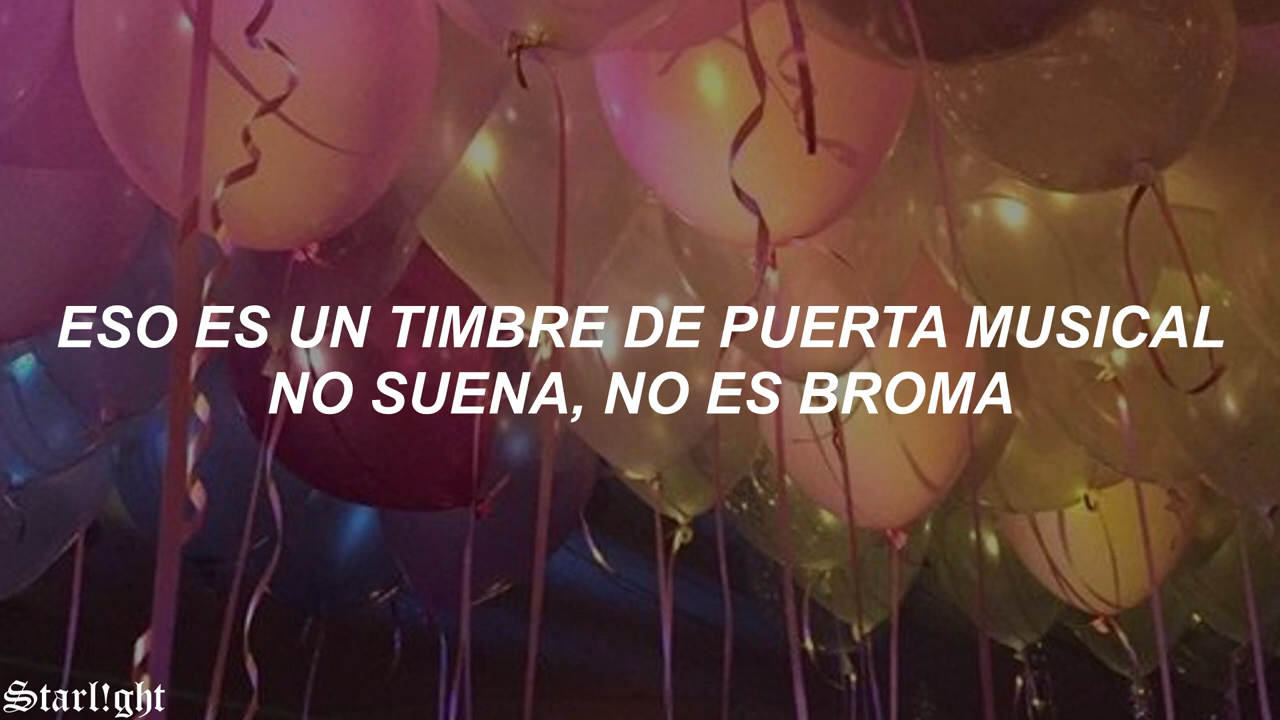 ESO ES UN TIMBRE DE PUERTA MUSICAL
NO SUENA, NO ES BROMA
Starl!ght